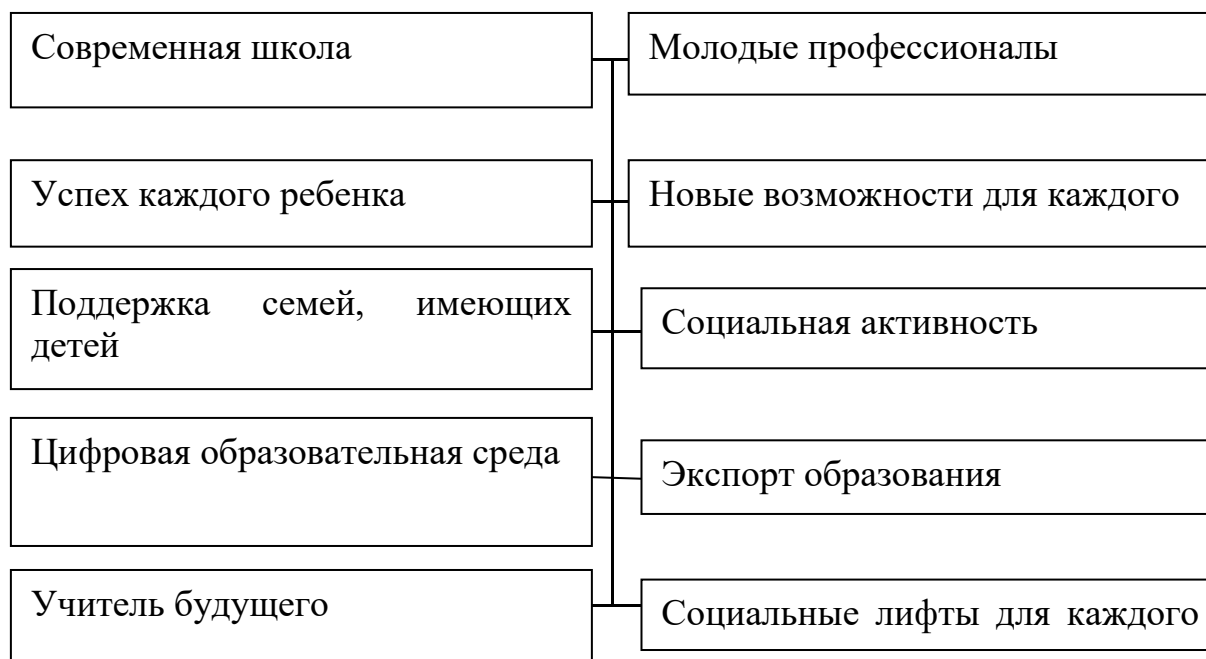 Современная школа
Молодые профессионалы
Успех каждого ребенка
Новые возможности для каждого
Поддержка семей, имеющих
детей
Социальная активность
Цифровая образовательная среда
Экспорт образования
Учитель будущего
Социальные лифты для каждого